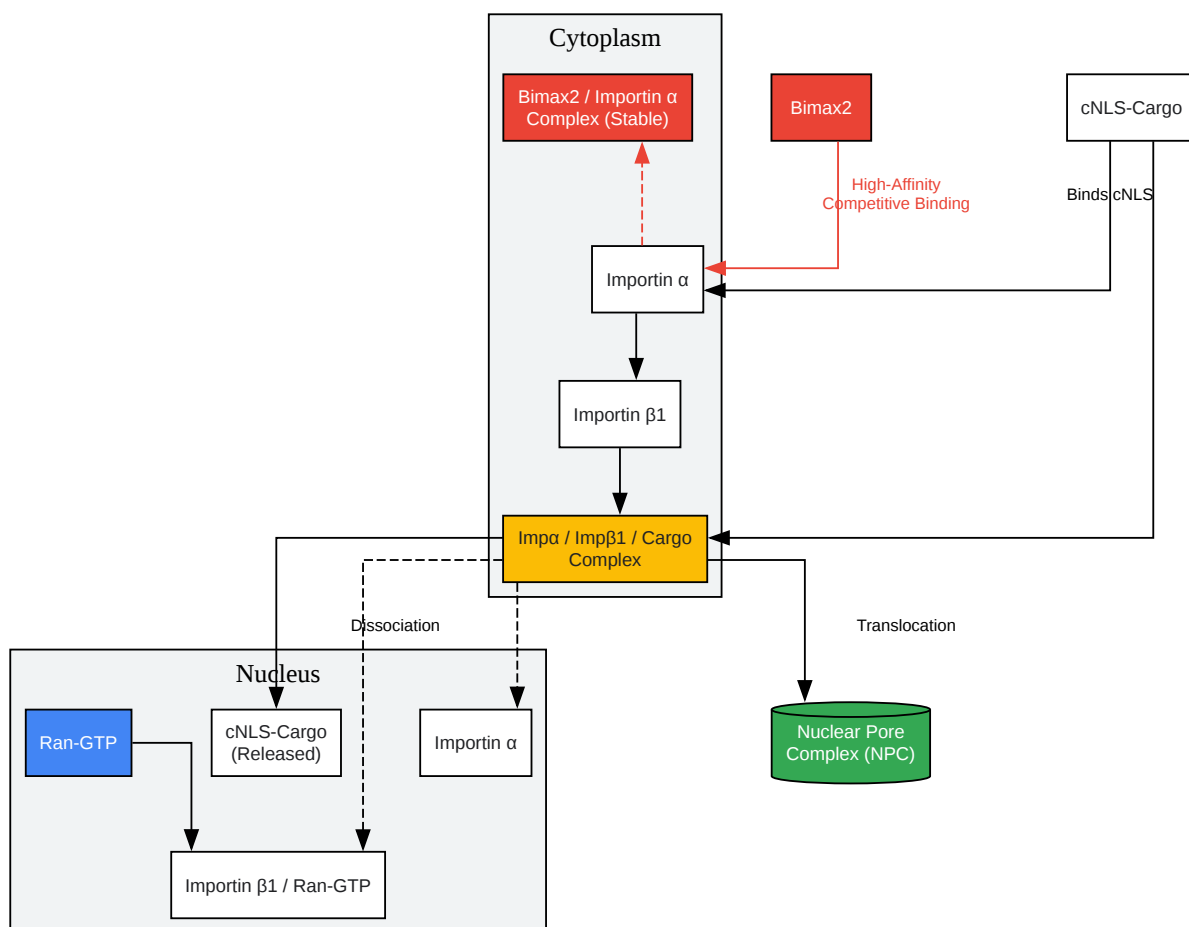 Cytoplasm
Bimax2 / Importin α
Complex (Stable)
Bimax2
cNLS-Cargo
High-Affinity
Competitive Binding
Binds cNLS
Importin α
Importin β1
Impα / Impβ1 / Cargo
Complex
Dissociation
Translocation
Nucleus
Ran-GTP
cNLS-Cargo
(Released)
Importin α
Nuclear Pore
Complex (NPC)
Importin β1 / Ran-GTP